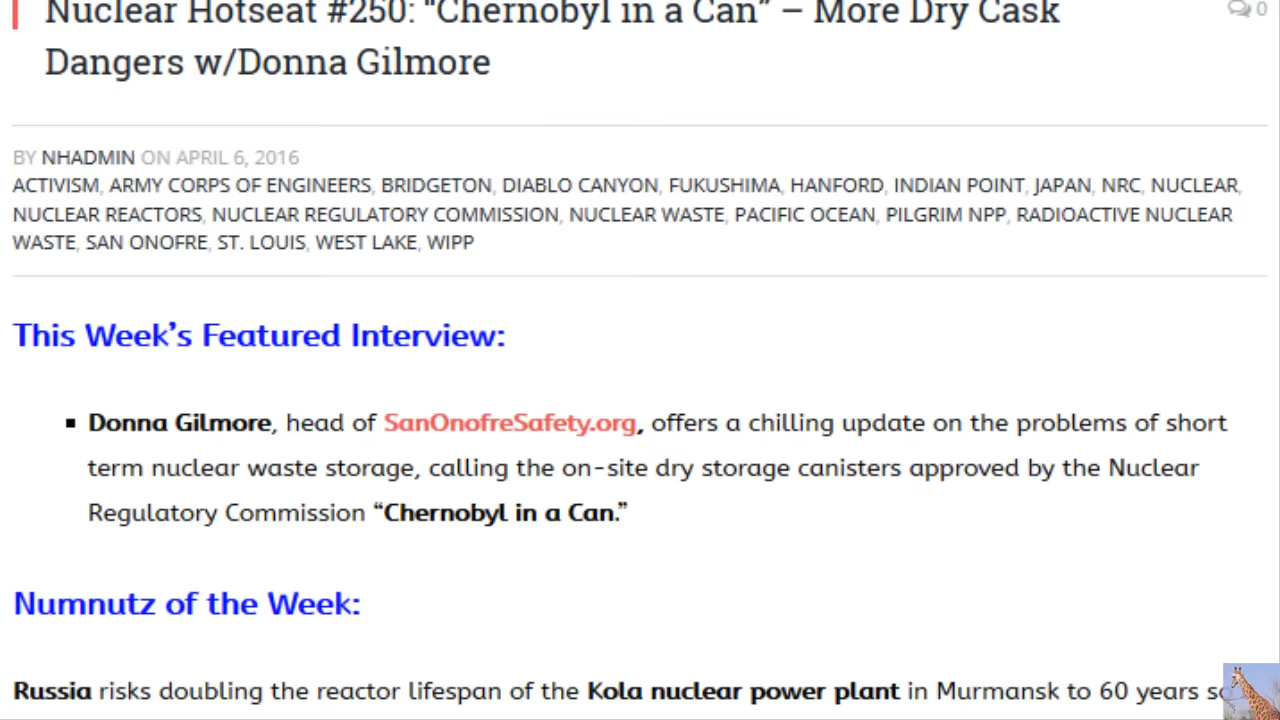 Nuclear Hotseat #250: “Chernobyl in a Can” – More Dry Cask
0
Dangers w/Donna Gilmore
BY NHADMIN ON APRIL 6, 2016
ACTIVISM, ARMY CORPS OF ENGINEERS, BRIDGETON, DIABLO CANYON, FUKUSHIMA, HANFORD, INDIAN POINT, JAPAN, NRC, NUCLEAR,
NUCLEAR REACTORS, NUCLEAR REGULATORY COMMISSION, NUCLEAR WASTE, PACIFIC OCEAN, PILGRIM NPP, RADIOACTIVE NUCLEAR
WASTE, SAN ONOFRE, ST. LOUIS, WEST LAKE, WIPP
This Week’s Featured Interview:
▪ Donna Gilmore, head of SanOnofreSafety.org, offers a chilling update on the problems of short
term nuclear waste storage, calling the on-site dry storage canisters approved by the Nuclear
Regulatory Commission “Chernobyl in a Can.”
Numnutz of the Week:
Russia risks doubling the reactor lifespan of the Kola nuclear power plant in Murmansk to 60 years